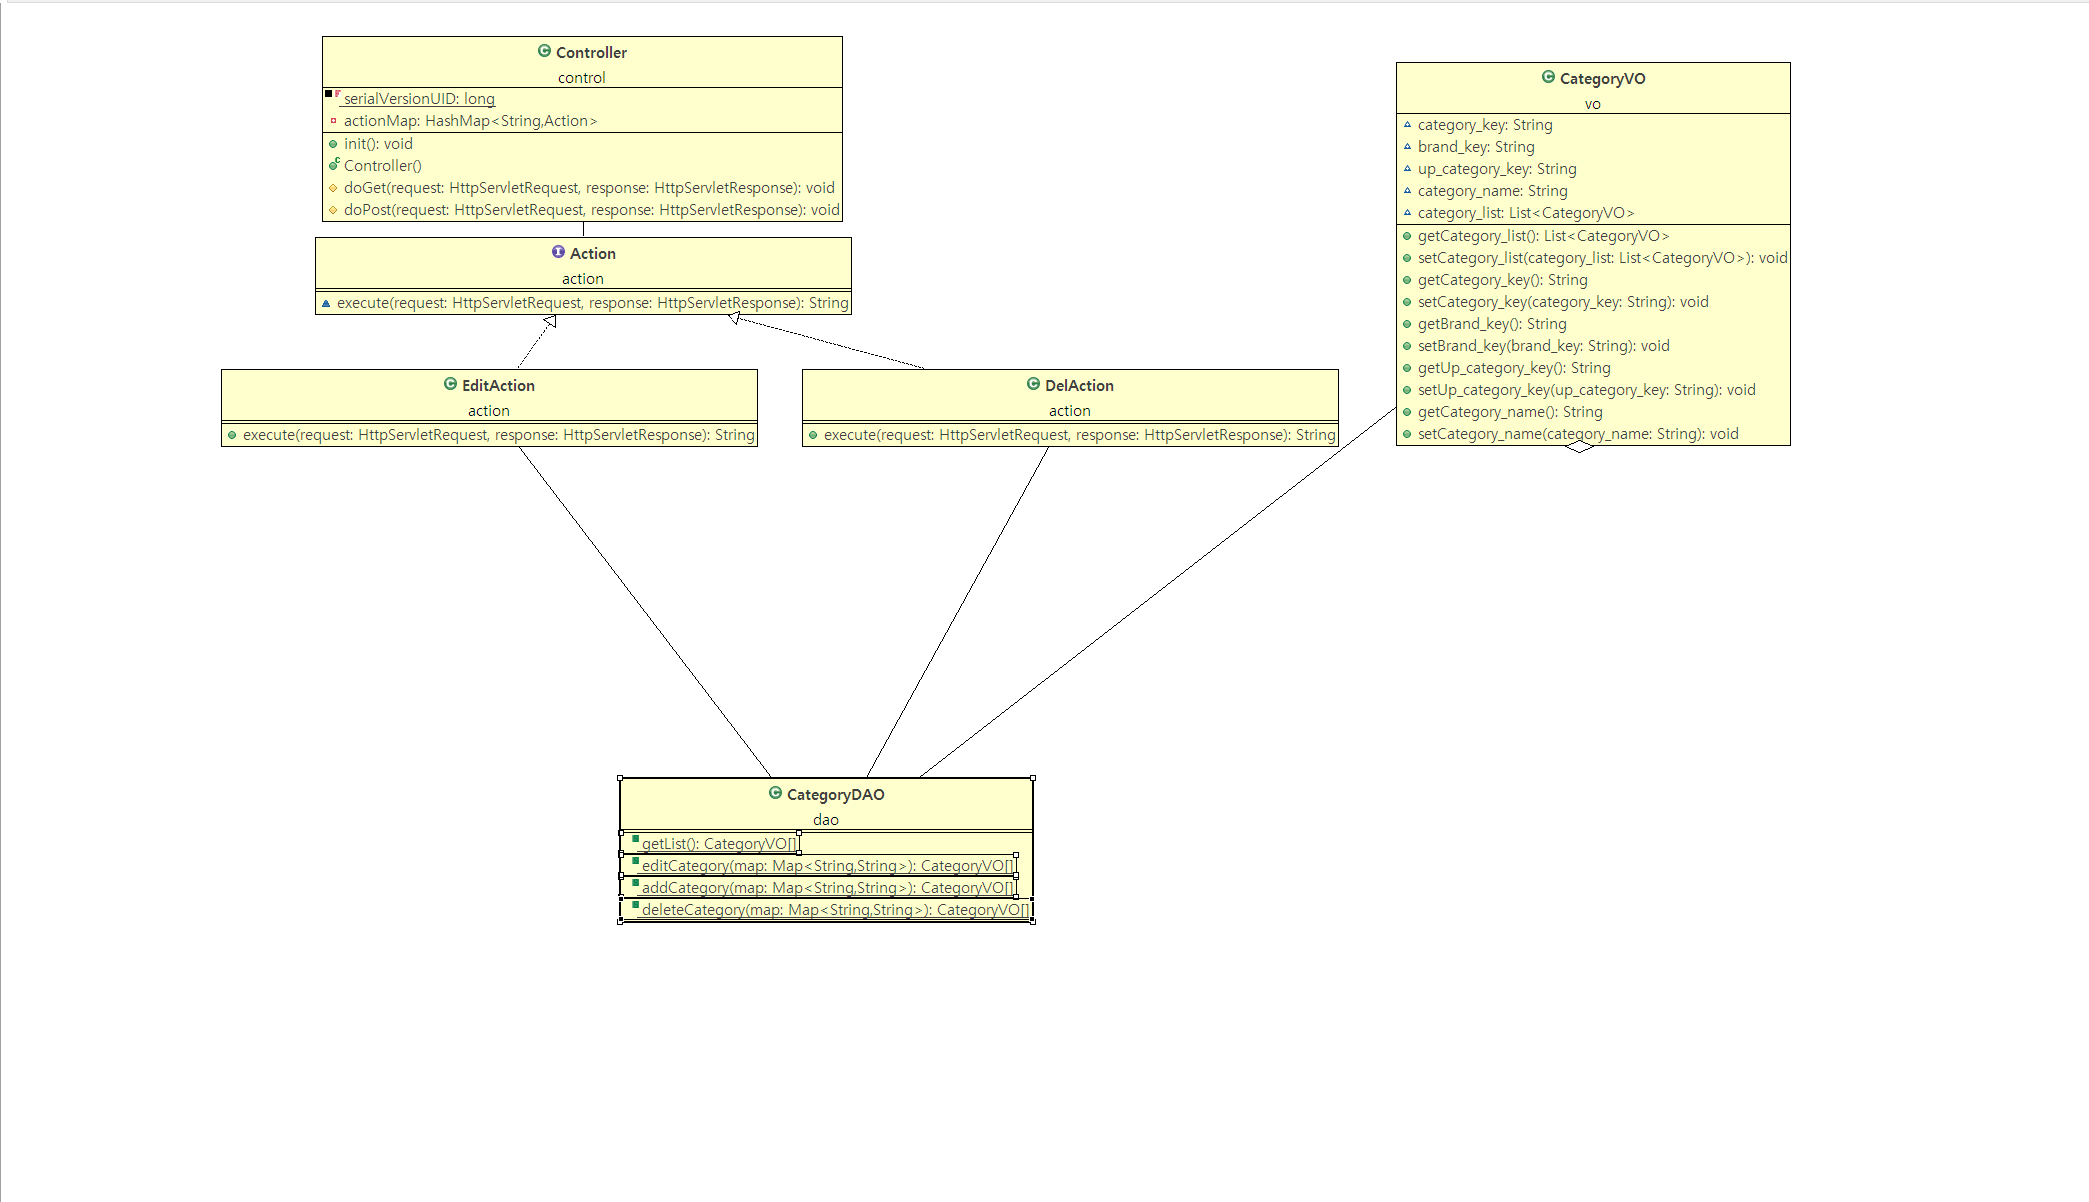 Controller
control
serialVersionUID: long
actionMap: HashMap<String,Action>
init(): void
Controller()
doGet(request: HttpServletRequest, response: HttpServletResponse): void
doPost(request: HttpServletRequest, response: HttpServletResponse): void
Action
action
execute(request: HttpServletRequest, response: HttpServletResponse): String
EditAction
action
execute(request: HttpServletRequest, response: HttpServletResponse): String
DelAction
action
execute(request: HttpServletRequest, response: HttpServletResponse): String
CategoryVO
vo
category_key: String
brand_key: String
up_category_key: String
category_name: String
category_list: List<CategoryVO>
getCategory_list(): List<CategoryVO>
setCategory_list(category_list: List<CategoryVO>): void
getCategory_key(): String
setCategory_key(category_key: String): void
getBrand_key(): String
setBrand_key(brand_key: String): void
getUp_category_key(): String
setUp_category_key(up_category_key: String): void
getCategory_name(): String
setCategory_name(category_name: String): void
CategoryDAO
dao
getList(): CategoryVO[]
editCategory(map: Map<String,String>): CategoryVO[]
addCategory(map: Map<String,String>): CategoryVO[]
deleteCategory(map: Map<String,String>): CategoryVO[]